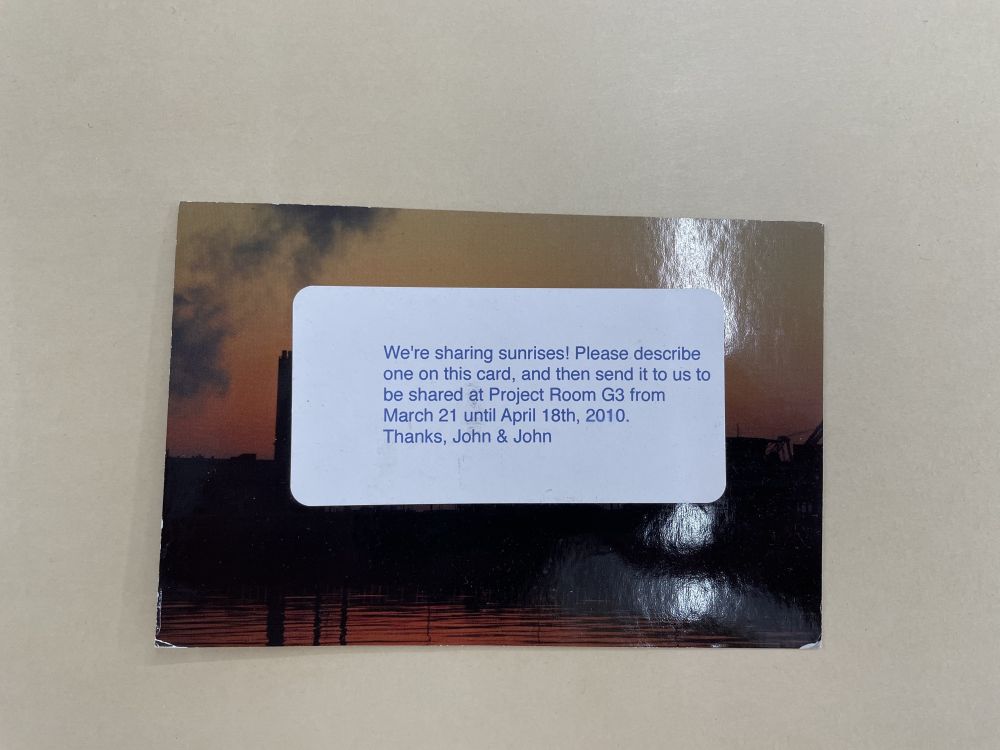 We're sharing sunrises! Please describe
one on this card, and then send it to us to
be shared at Project Room G3 from
March 21 until April 18th, 2010.
Thanks, John & John